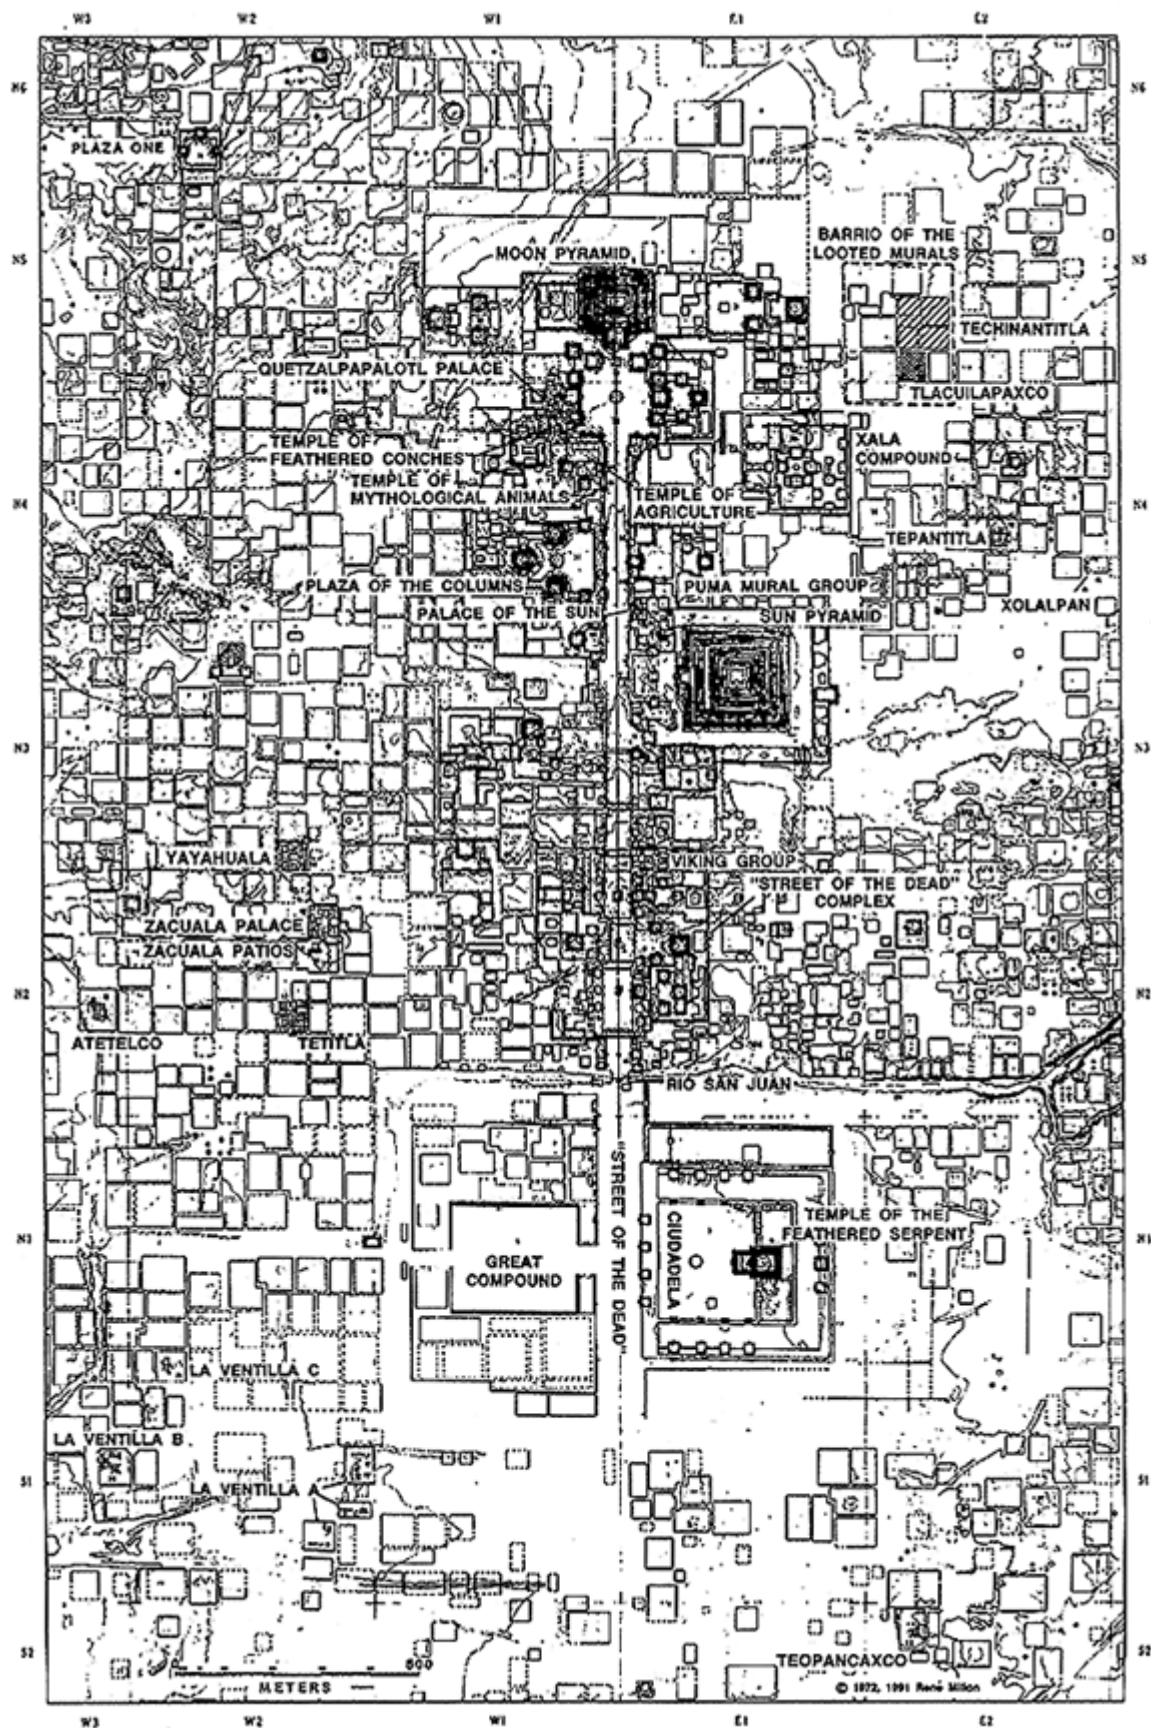 W3 W2 W1 E1 E2
N6 N6
PLAZA ONE
BARRIO OF THE
LOOTED MURALS
N5 N5
MOON PYRAMID
TECHINANTITLA
QUETZALPAPALOTL PALACE
TLACUILAPAXCO
TEMPLE OF
FEATHERED CONCHES
XALA
COMPOUND
TEMPLE OF
MYTHOLOGICAL ANIMALS
TEMPLE OF
AGRICULTURE
N4 N4
TEPANTITLA
PLAZA OF THE COLUMNS
PUMA MURAL GROUP
XOLALPAN
PALACE OF THE SUN
SUN PYRAMID
N3 N3
YAYAHUALA
VIKING GROUP
"STREET OF THE DEAD"
COMPLEX
ZACUALA PALACE
ZACUALA PATIOS
N2 N2
ATETELCO
TETITLA
RIO SAN JUAN
"STREET OF THE DEAD"
CIUDADELA
TEMPLE OF THE
FEATHERED SERPENT
N1 N1
GREAT
COMPOUND
LA VENTILLA C
LA VENTILLA B
S1 S1
LA VENTILLA A
S2 S2
TEOPANCAXCO
500
METERS
© 1972, 1991 René Millon
W3 W2 W1 E1 E2